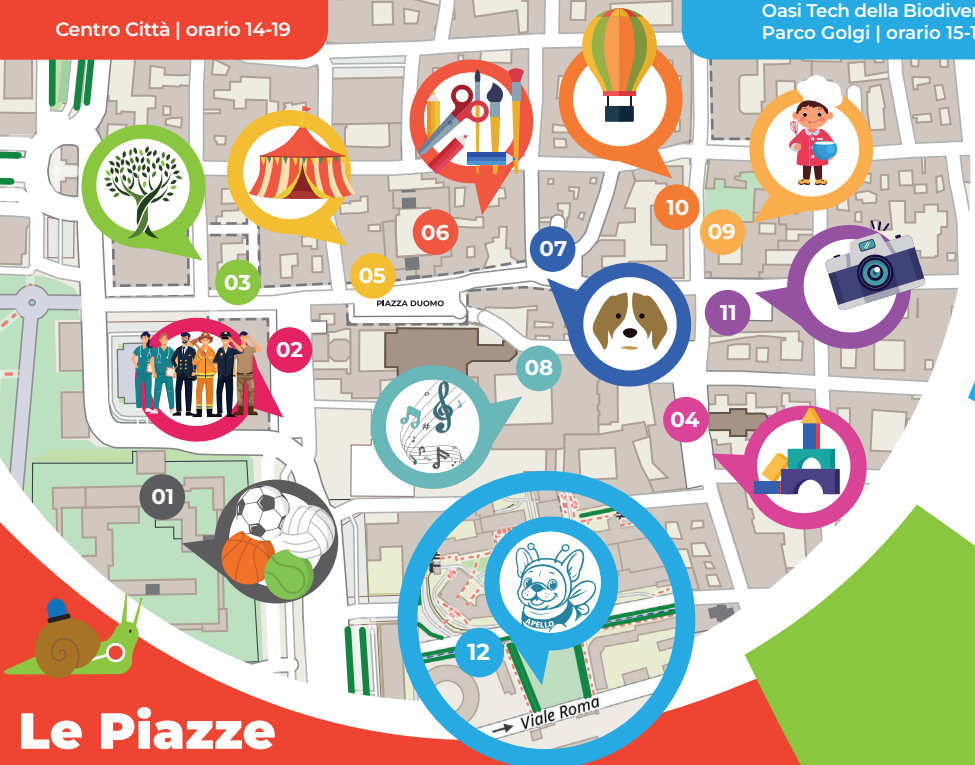 Centro Città | orario 14-19
Oasi Tech della Biodiver
Parco Golgi | orario 15-1
10
06
09
07
03
05
PIAZZA DUOMO
11
02
08
04
01
APELLO
12
Viale Roma
Le Piazze